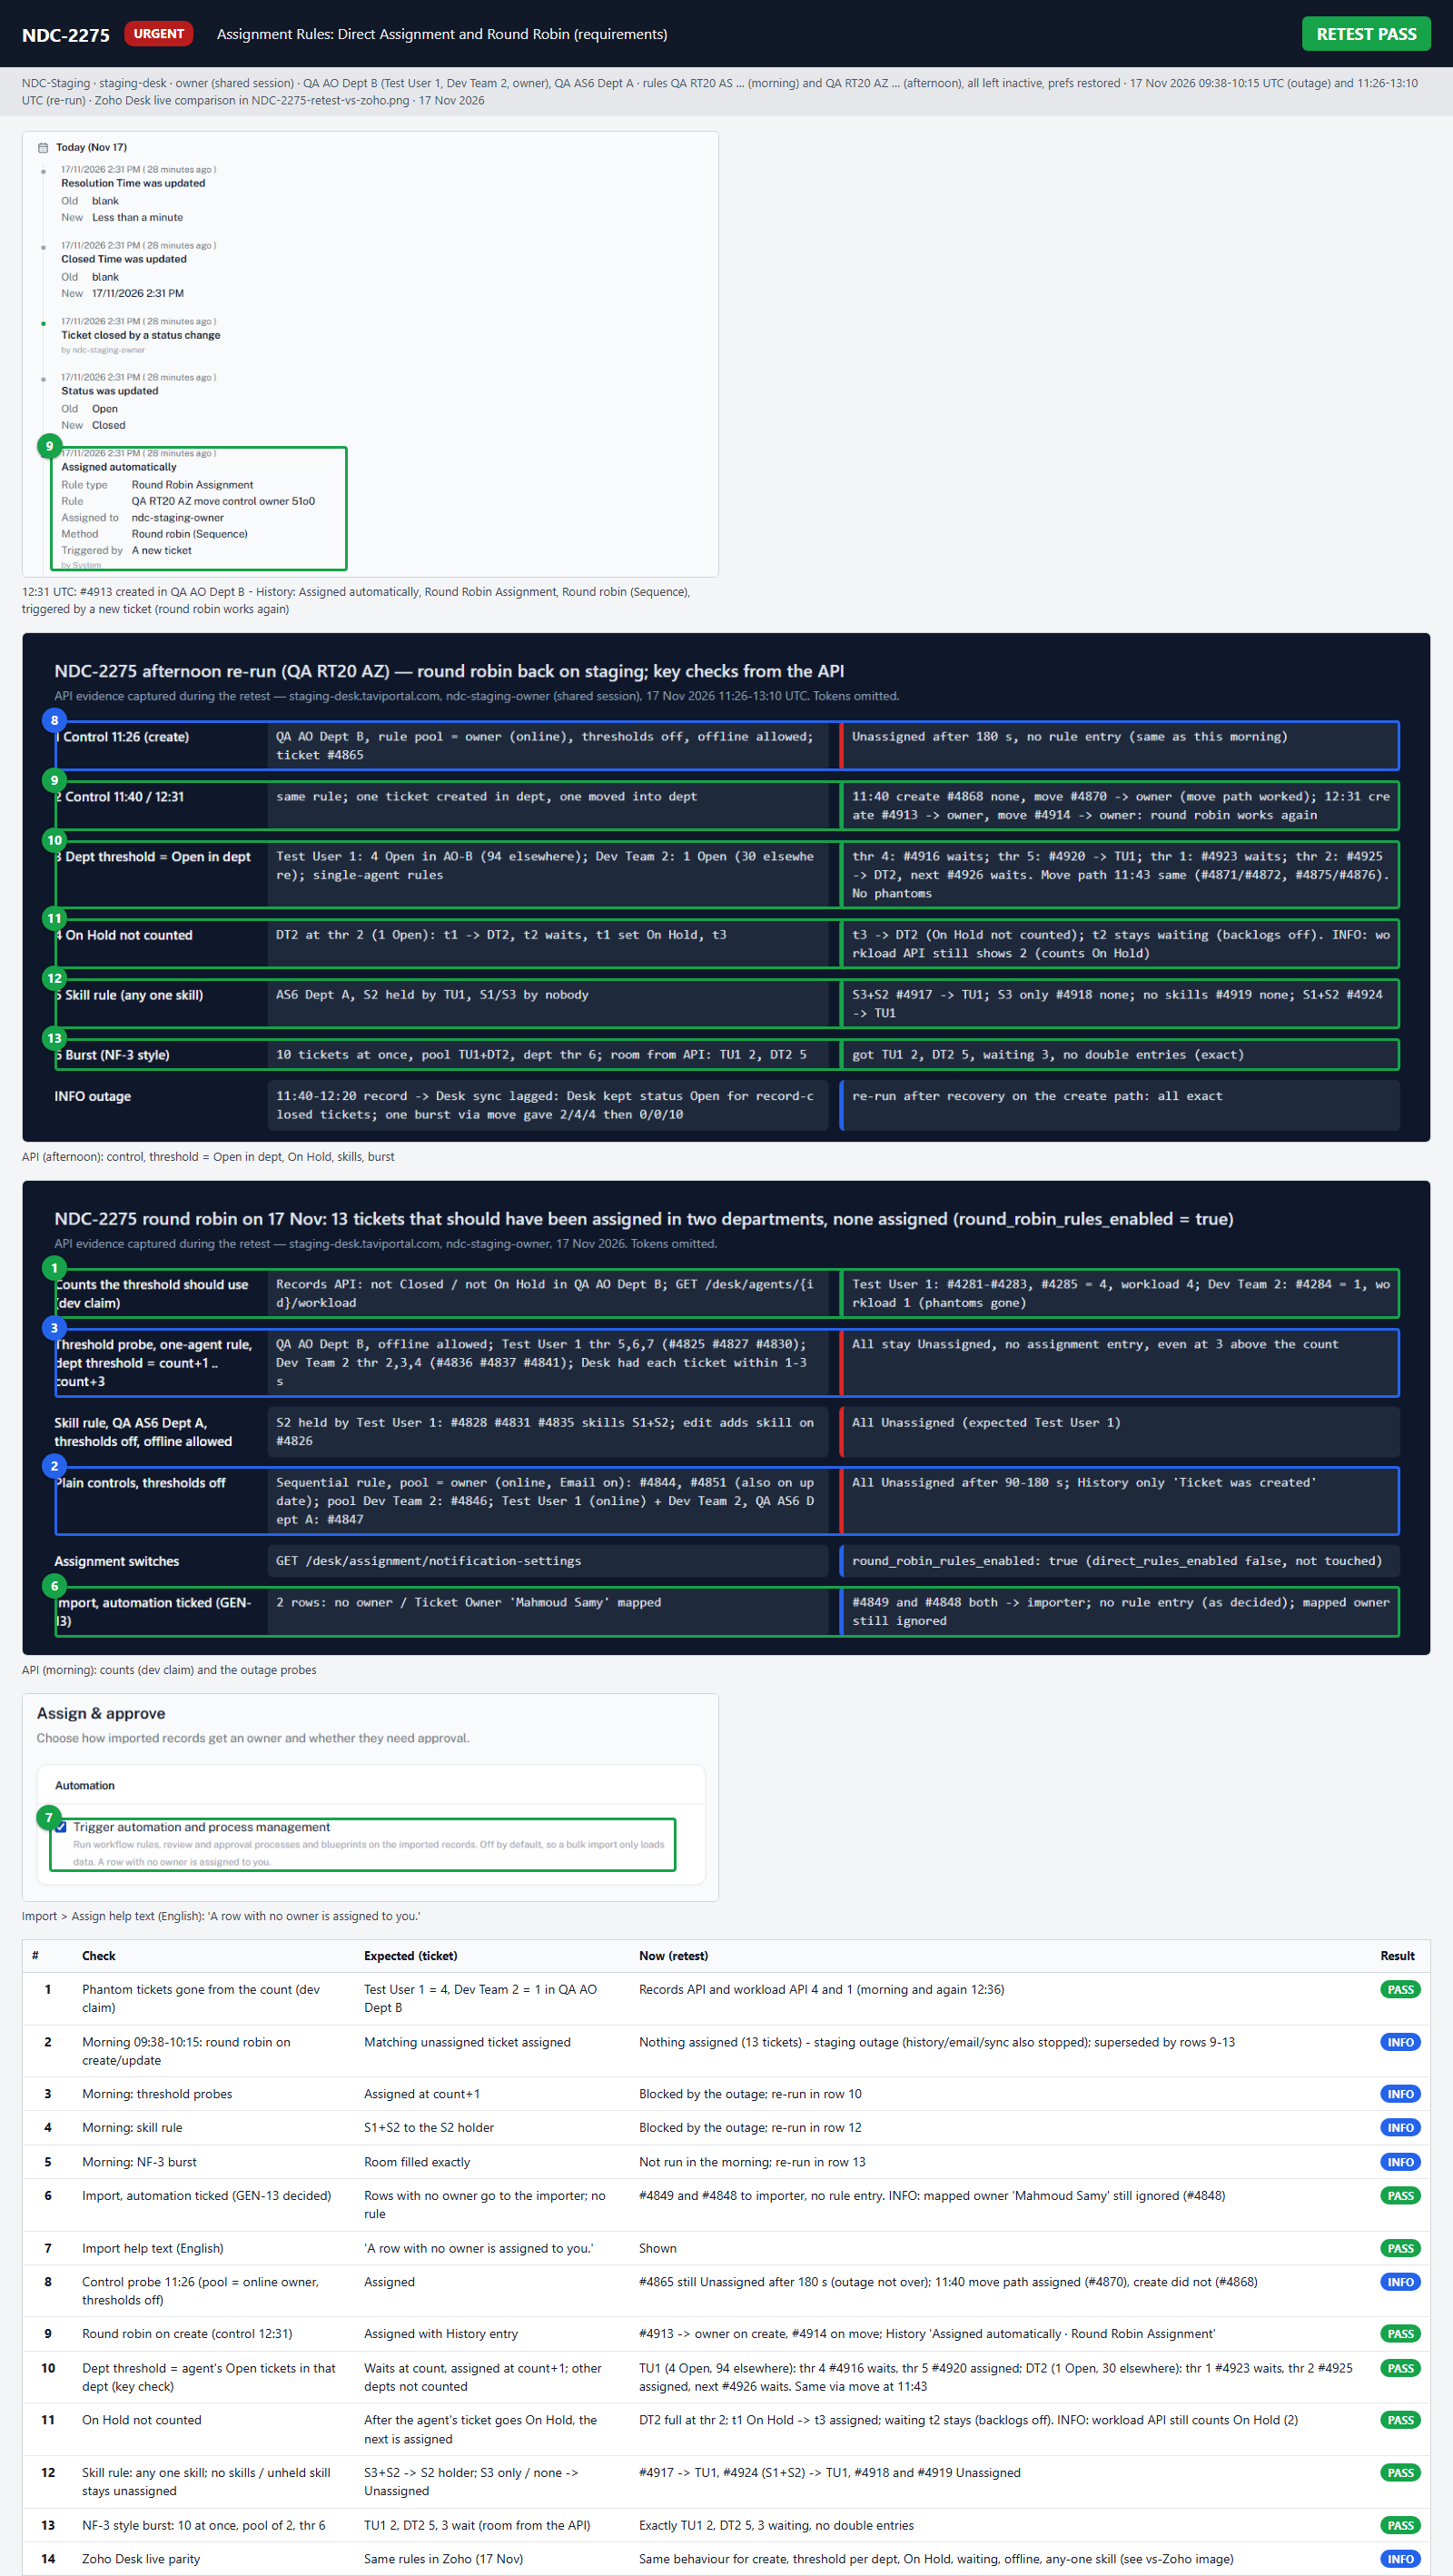 NDC-2275
URGENT
Assignment Rules: Direct Assignment and Round Robin (requirements)
RETEST PASS
NDC-Staging · staging-desk · owner (shared session) · QA AO Dept B (Test User 1, Dev Team 2, owner), QA AS6 Dept A · rules QA RT20 AS ... (morning) and QA RT20 AZ ... (afternoon), all left inactive, prefs restored · 17 Nov 2026 09:38-10:15 UTC (outage) and 11:26-13:10
UTC (re-run) · Zoho Desk live comparison in NDC-2275-retest-vs-zoho.png · 17 Nov 2026
Today (Nov 17)
17/11/2026 2:31 PM ( 28 minutes ago )
Resolution Time was updated
Old blank
New Less than a minute
17/11/2026 2:31 PM ( 28 minutes ago )
Closed Time was updated
Old blank
New 17/11/2026 2:31 PM
17/11/2026 2:31 PM ( 28 minutes ago )
Ticket closed by a status change
by ndc-staging-owner
17/11/2026 2:31 PM ( 28 minutes ago )
Status was updated
Old Open
New Closed
9
17/11/2026 2:31 PM ( 28 minutes ago )
Assigned automatically
Rule type Round Robin Assignment
Rule QA RT20 AZ move control owner 51o0
Assigned to ndc-staging-owner
Method Round robin (Sequence)
Triggered by A new ticket
by System
12:31 UTC: #4913 created in QA AO Dept B - History: Assigned automatically, Round Robin Assignment, Round robin (Sequence),
triggered by a new ticket (round robin works again)
NDC-2275 afternoon re-run (QA RT20 AZ) — round robin back on staging; key checks from the API
API evidence captured during the retest — staging-desk.taviportal.com, ndc-staging-owner (shared session), 17 Nov 2026 11:26-13:10 UTC. Tokens omitted.
8
1 Control 11:26 (create)
QA AO Dept B, rule pool = owner (online), thresholds off, offline allowed;
ticket #4865
Unassigned after 180 s, no rule entry (same as this morning)
9
2 Control 11:40 / 12:31
same rule; one ticket created in dept, one moved into dept
11:40 create #4868 none, move #4870 -> owner (move path worked); 12:31 cre
ate #4913 -> owner, move #4914 -> owner: round robin works again
10
3 Dept threshold = Open in dept
Test User 1: 4 Open in AO-B (94 elsewhere); Dev Team 2: 1 Open (30 elsewhe
re); single-agent rules
thr 4: #4916 waits; thr 5: #4920 -> TU1; thr 1: #4923 waits; thr 2: #4925
-> DT2, next #4926 waits. Move path 11:43 same (#4871/#4872, #4875/#4876).
No phantoms
11
4 On Hold not counted
DT2 at thr 2 (1 Open): t1 -> DT2, t2 waits, t1 set On Hold, t3
t3 -> DT2 (On Hold not counted); t2 stays waiting (backlogs off). INFO: wo
rkload API still shows 2 (counts On Hold)
12
5 Skill rule (any one skill)
AS6 Dept A, S2 held by TU1, S1/S3 by nobody
S3+S2 #4917 -> TU1; S3 only #4918 none; no skills #4919 none; S1+S2 #4924
-> TU1
13
6 Burst (NF-3 style)
10 tickets at once, pool TU1+DT2, dept thr 6; room from API: TU1 2, DT2 5
got TU1 2, DT2 5, waiting 3, no double entries (exact)
INFO outage
11:40-12:20 record -> Desk sync lagged: Desk kept status Open for record-c
losed tickets; one burst via move gave 2/4/4 then 0/0/10
re-run after recovery on the create path: all exact
API (afternoon): control, threshold = Open in dept, On Hold, skills, burst
NDC-2275 round robin on 17 Nov: 13 tickets that should have been assigned in two departments, none assigned (round_robin_rules_enabled = true)
API evidence captured during the retest — staging-desk.taviportal.com, ndc-staging-owner, 17 Nov 2026. Tokens omitted.
1
Counts the threshold should use
(dev claim)
Records API: not Closed / not On Hold in QA AO Dept B; GET /desk/agents/{i
d}/workload
Test User 1: #4281-#4283, #4285 = 4, workload 4; Dev Team 2: #4284 = 1, wo
rkload 1 (phantoms gone)
3
Threshold probe, one-agent rule,
dept threshold = count+1 ..
count+3
QA AO Dept B, offline allowed; Test User 1 thr 5,6,7 (#4825 #4827 #4830);
Dev Team 2 thr 2,3,4 (#4836 #4837 #4841); Desk had each ticket within 1-3
s
All stay Unassigned, no assignment entry, even at 3 above the count
Skill rule, QA AS6 Dept A,
thresholds off, offline allowed
S2 held by Test User 1: #4828 #4831 #4835 skills S1+S2; edit adds skill on
#4826
All Unassigned (expected Test User 1)
2
Plain controls, thresholds off
Sequential rule, pool = owner (online, Email on): #4844, #4851 (also on up
date); pool Dev Team 2: #4846; Test User 1 (online) + Dev Team 2, QA AS6 D
ept A: #4847
All Unassigned after 90-180 s; History only 'Ticket was created'
Assignment switches
GET /desk/assignment/notification-settings
round_robin_rules_enabled: true (direct_rules_enabled false, not touched)
6
Import, automation ticked (GEN-
13)
2 rows: no owner / Ticket Owner 'Mahmoud Samy' mapped
#4849 and #4848 both -> importer; no rule entry (as decided); mapped owner
still ignored
API (morning): counts (dev claim) and the outage probes
Assign & approve
Choose how imported records get an owner and whether they need approval.
Automation
7
Trigger automation and process management
Run workflow rules, review and approval processes and blueprints on the imported records. Off by default, so a bulk import only loads
data. A row with no owner is assigned to you.
Import > Assign help text (English): 'A row with no owner is assigned to you.'
# Check Expected (ticket) Now (retest) Result
1 Phantom tickets gone from the count (dev
claim)
Test User 1 = 4, Dev Team 2 = 1 in QA AO
Dept B
Records API and workload API 4 and 1 (morning and again 12:36) PASS
2 Morning 09:38-10:15: round robin on
create/update
Matching unassigned ticket assigned
Nothing assigned (13 tickets) - staging outage (history/email/sync also stopped); superseded by rows 9-13 INFO
3 Morning: threshold probes Assigned at count+1 Blocked by the outage; re-run in row 10 INFO
4 Morning: skill rule S1+S2 to the S2 holder Blocked by the outage; re-run in row 12 INFO
5 Morning: NF-3 burst Room filled exactly Not run in the morning; re-run in row 13 INFO
6 Import, automation ticked (GEN-13 decided)
Rows with no owner go to the importer; no
rule
#4849 and #4848 to importer, no rule entry. INFO: mapped owner 'Mahmoud Samy' still ignored (#4848) PASS
7 Import help text (English) 'A row with no owner is assigned to you.' Shown PASS
8 Control probe 11:26 (pool = online owner,
thresholds off)
Assigned
#4865 still Unassigned after 180 s (outage not over); 11:40 move path assigned (#4870), create did not (#4868) INFO
9 Round robin on create (control 12:31) Assigned with History entry #4913 -> owner on create, #4914 on move; History 'Assigned automatically · Round Robin Assignment' PASS
10 Dept threshold = agent's Open tickets in that
dept (key check)
Waits at count, assigned at count+1; other
depts not counted
TU1 (4 Open, 94 elsewhere): thr 4 #4916 waits, thr 5 #4920 assigned; DT2 (1 Open, 30 elsewhere): thr 1 #4923 waits, thr 2 #4925
assigned, next #4926 waits. Same via move at 11:43
PASS
11 On Hold not counted
After the agent's ticket goes On Hold, the
next is assigned
DT2 full at thr 2; t1 On Hold -> t3 assigned; waiting t2 stays (backlogs off). INFO: workload API still counts On Hold (2) PASS
12 Skill rule: any one skill; no skills / unheld skill
stays unassigned
S3+S2 -> S2 holder; S3 only / none ->
Unassigned
#4917 -> TU1, #4924 (S1+S2) -> TU1, #4918 and #4919 Unassigned PASS
13 NF-3 style burst: 10 at once, pool of 2, thr 6 TU1 2, DT2 5, 3 wait (room from the API) Exactly TU1 2, DT2 5, 3 waiting, no double entries PASS
14 Zoho Desk live parity Same rules in Zoho (17 Nov) Same behaviour for create, threshold per dept, On Hold, waiting, offline, any-one skill (see vs-Zoho image) INFO